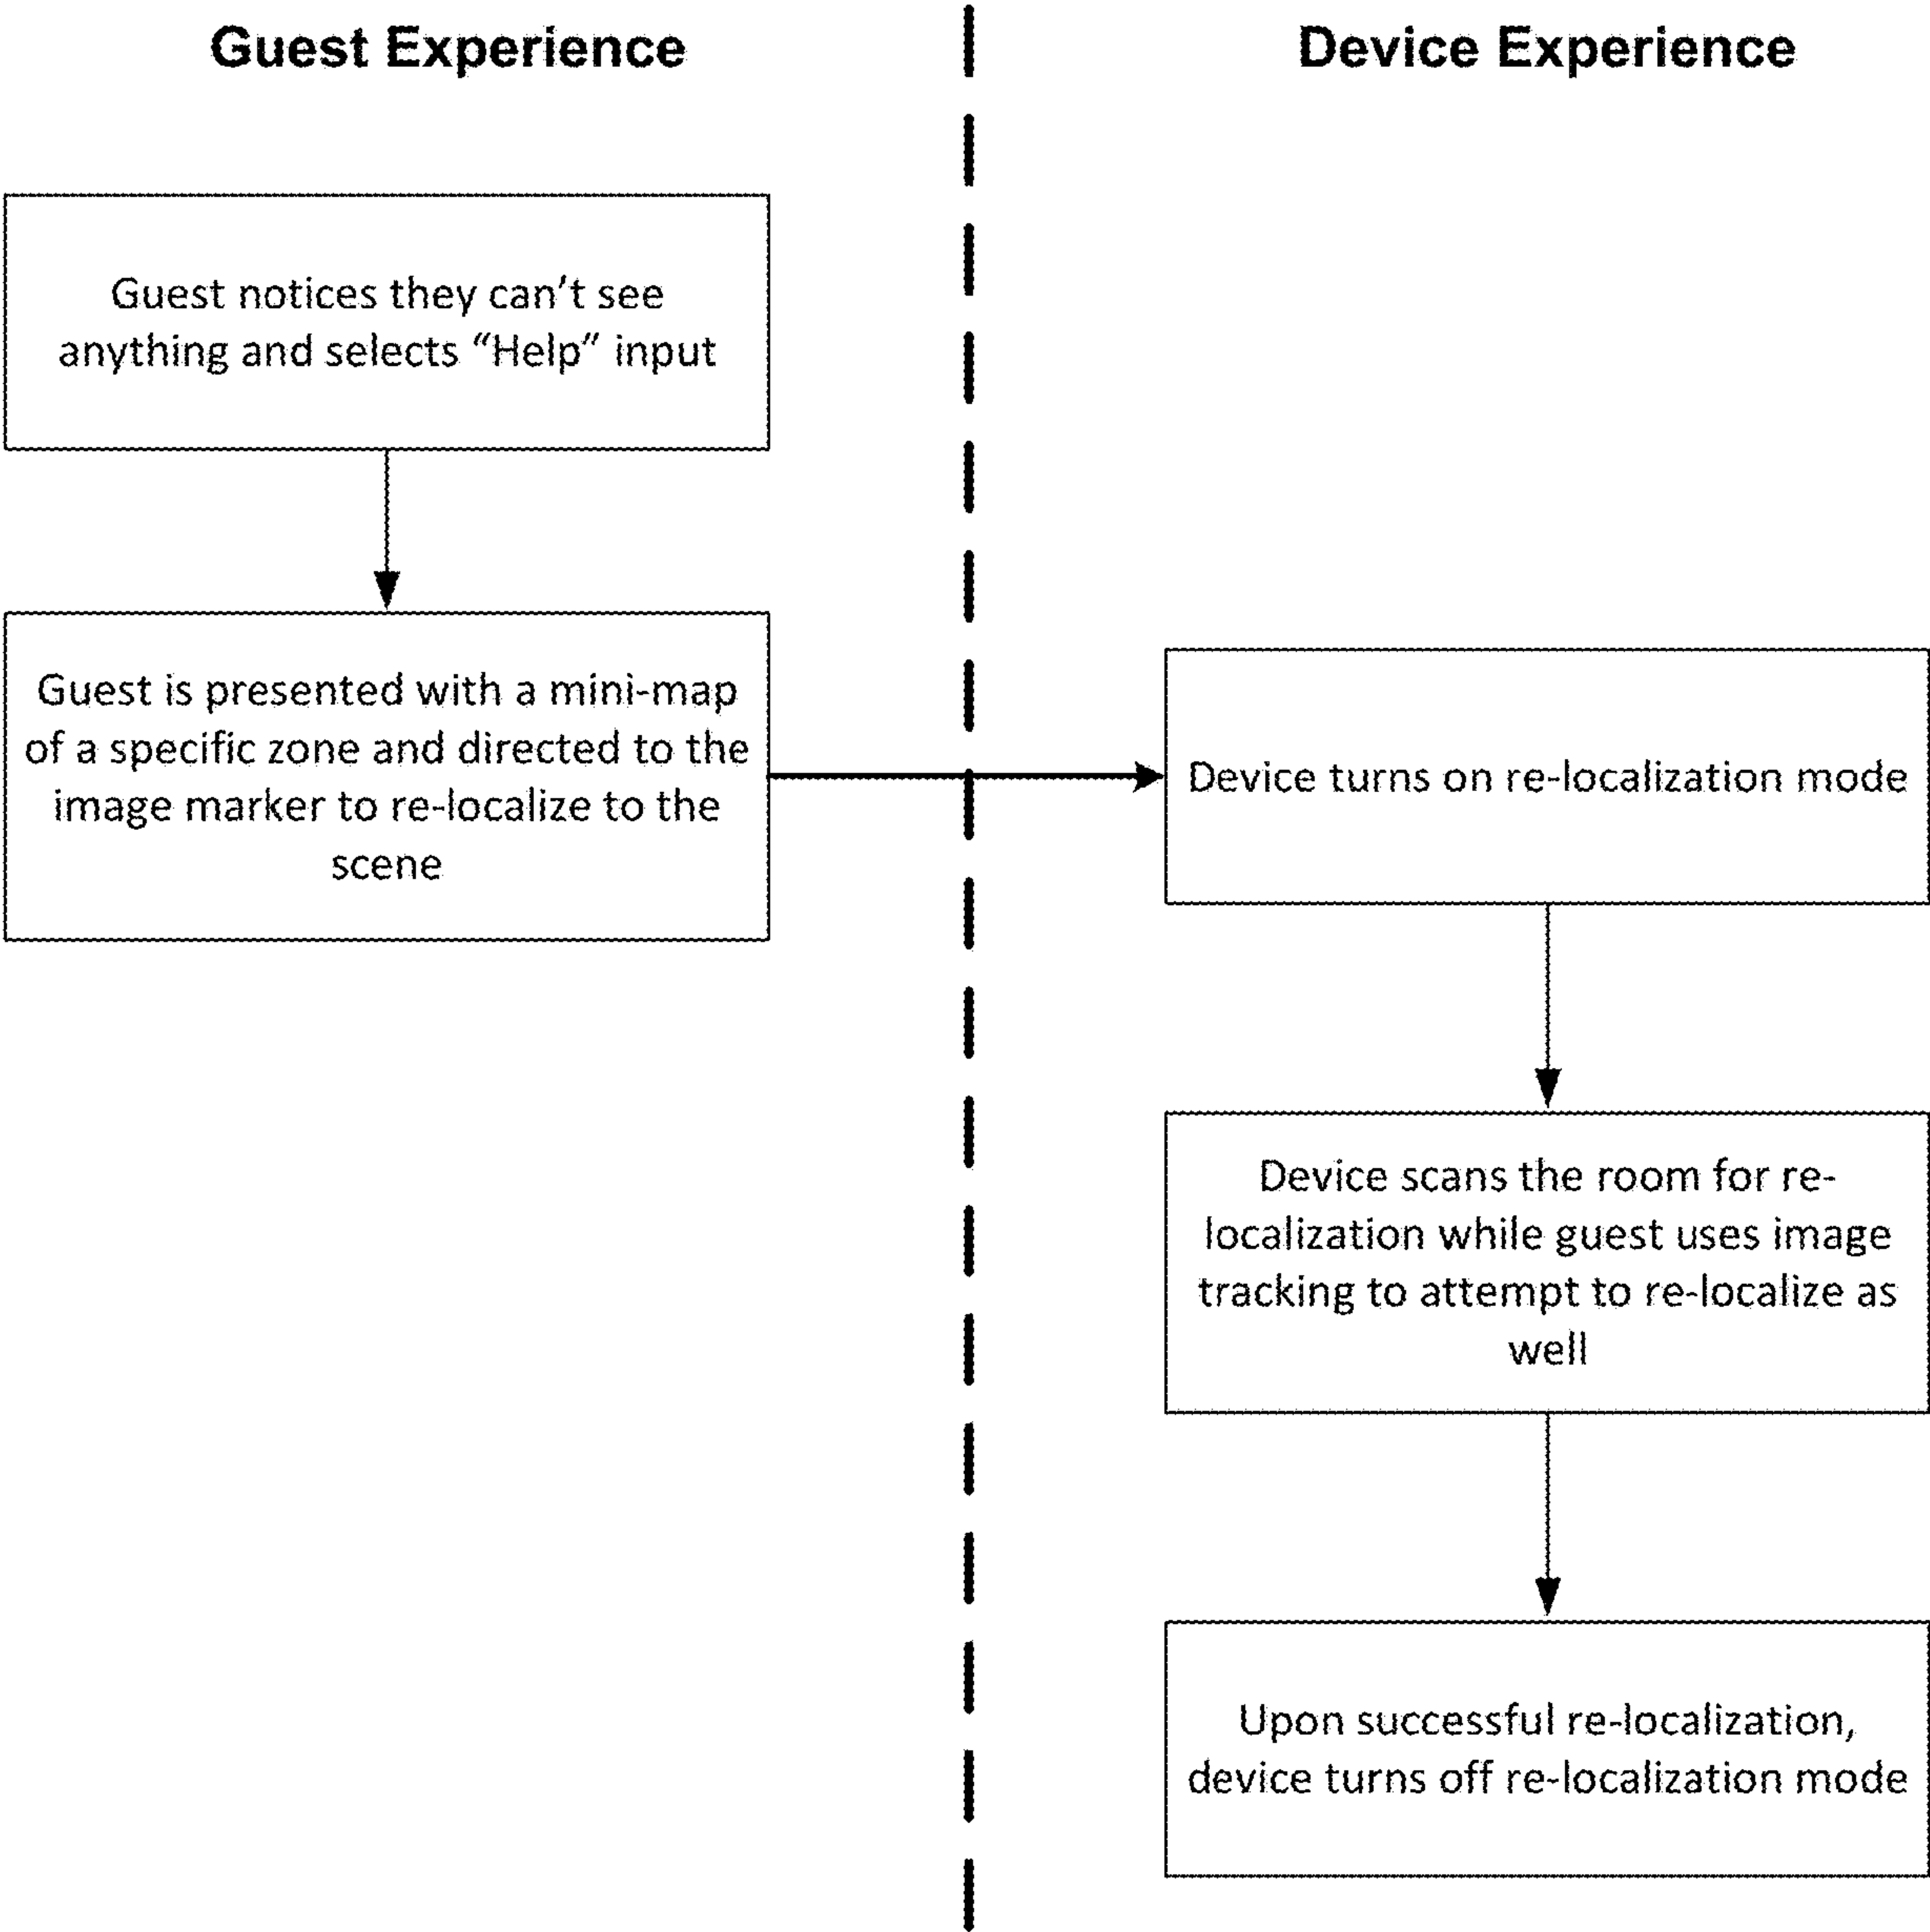 Guest Experience
Device Experience
Guest notices they can't see
anything and selects “Help” input
Guest is presented with a mini-map
of a specific zone and directed to the
image marker to re-localize to the
scene
Device turns on re-localization mode
Device scans the room for re-
localization while guest uses image
tracking to attempt to re-localize as
well
Upon successful re-localization,
device turns off re-localization mode